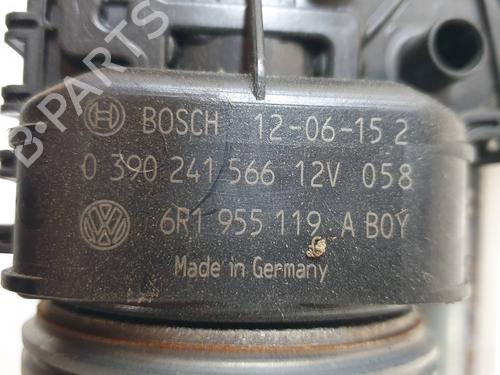 BOSCH 12-06-15 2
0 390 241 566 12V 058
6R1 955 119 A BOY
Made in Germany
B-PARTS